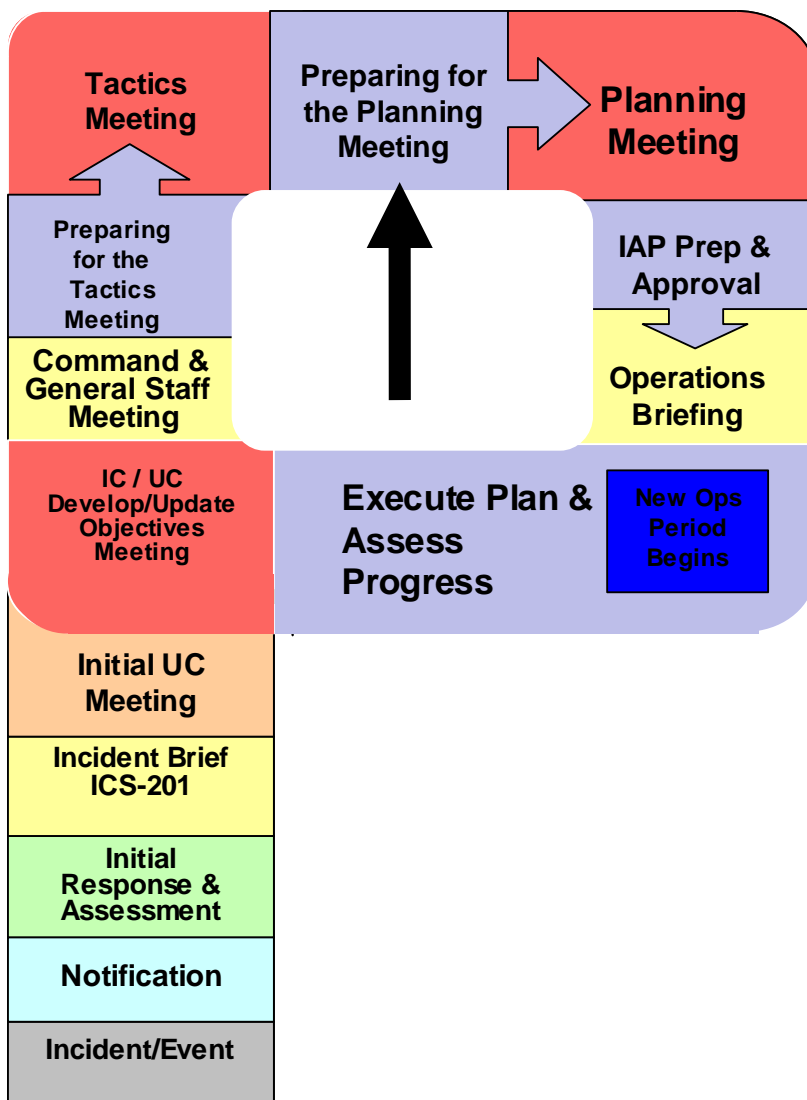 Tactics
Meeting
Preparing for
the Planning
Meeting
Planning
Meeting
Preparing
for the
Tactics
Meeting
IAP Prep &
Approval
Command &
General Staff
Meeting
Operations
Briefing
IC / UC
Develop/Update
Objectives
Meeting
Execute Plan &
Assess
Progress
New Ops
Period
Begins
Initial UC
Meeting
Incident Brief
ICS-201
Initial
Response &
Assessment
Notification
Incident/Event